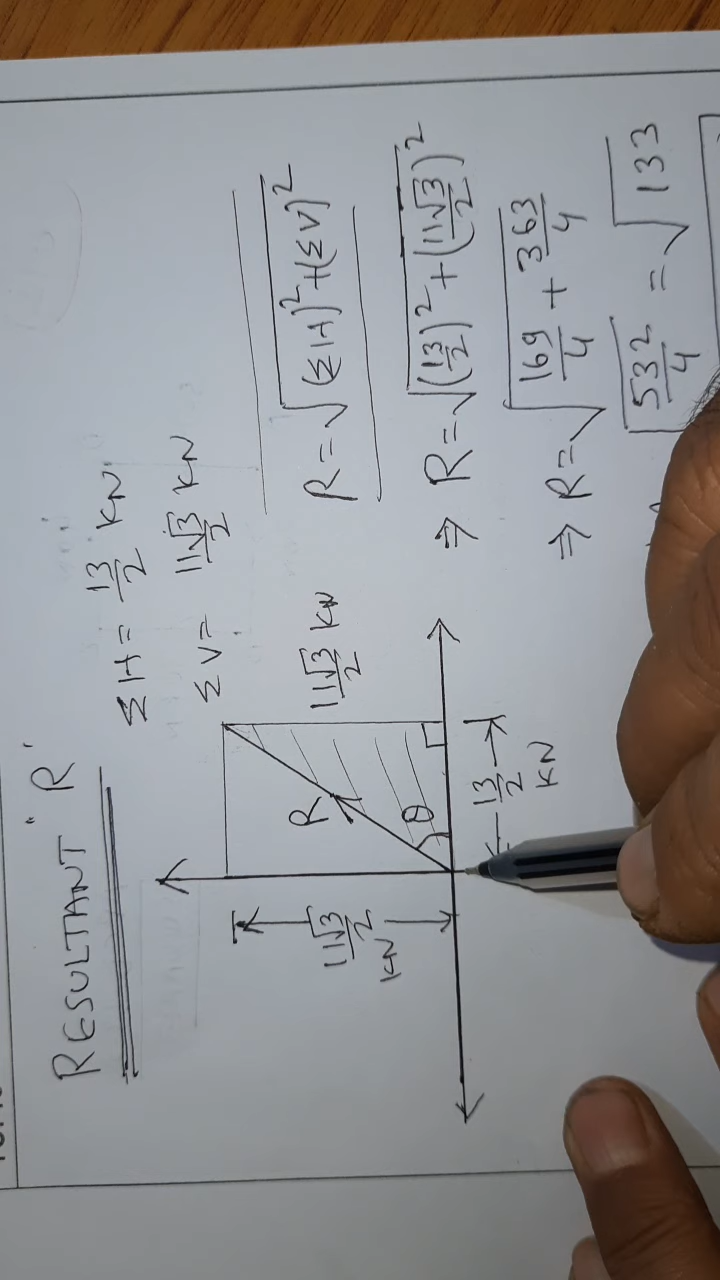 RESULTANT 'R'
ΣH = 13/2 KN
ΣV = 11√3/2 KN
11√3/2 KN
R
θ
11√3/2 KN
13/2 KN
R = √((ΣH)² + (ΣV)²)
⇒ R = √((13/2)² + (11√3/2)²)
⇒ R = √(169/4 + 363/4)
√(532/4) = √133